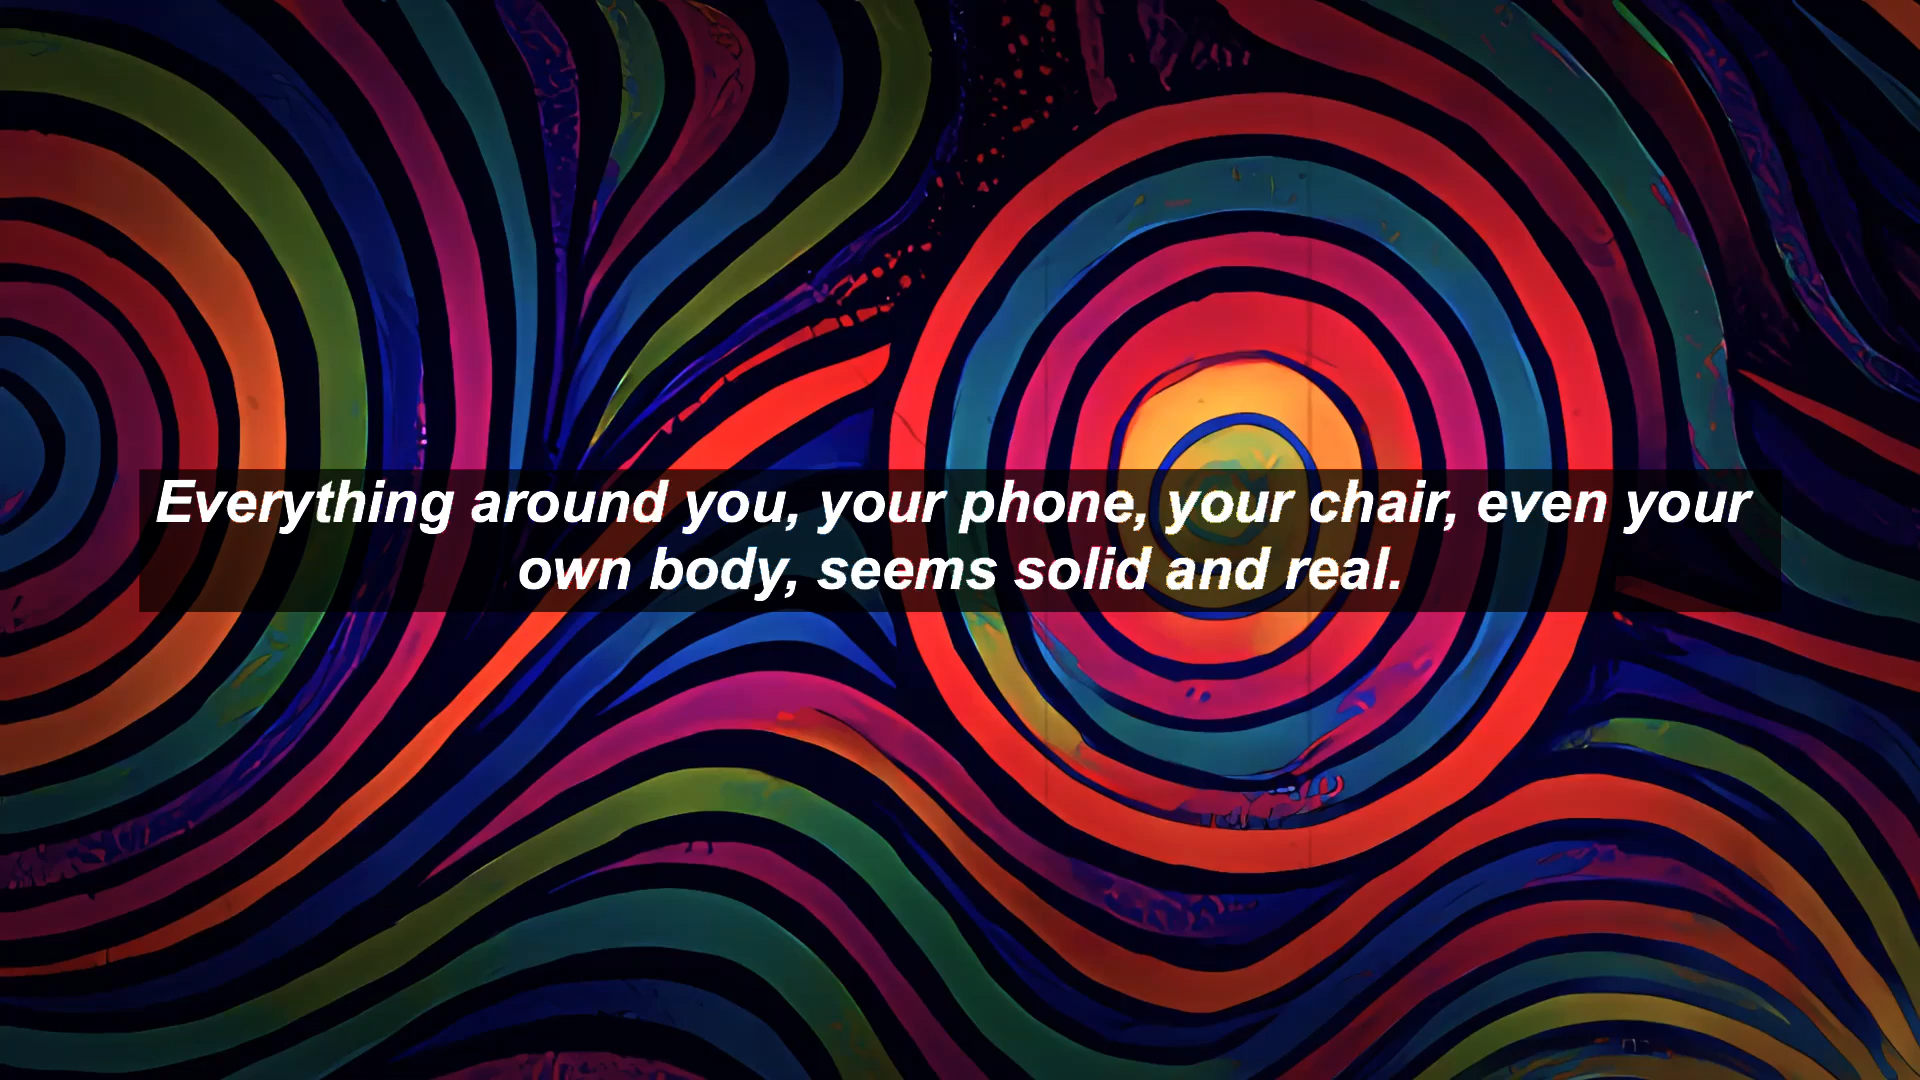 Everything around you, your phone, your chair, even your
own body, seems solid and real.